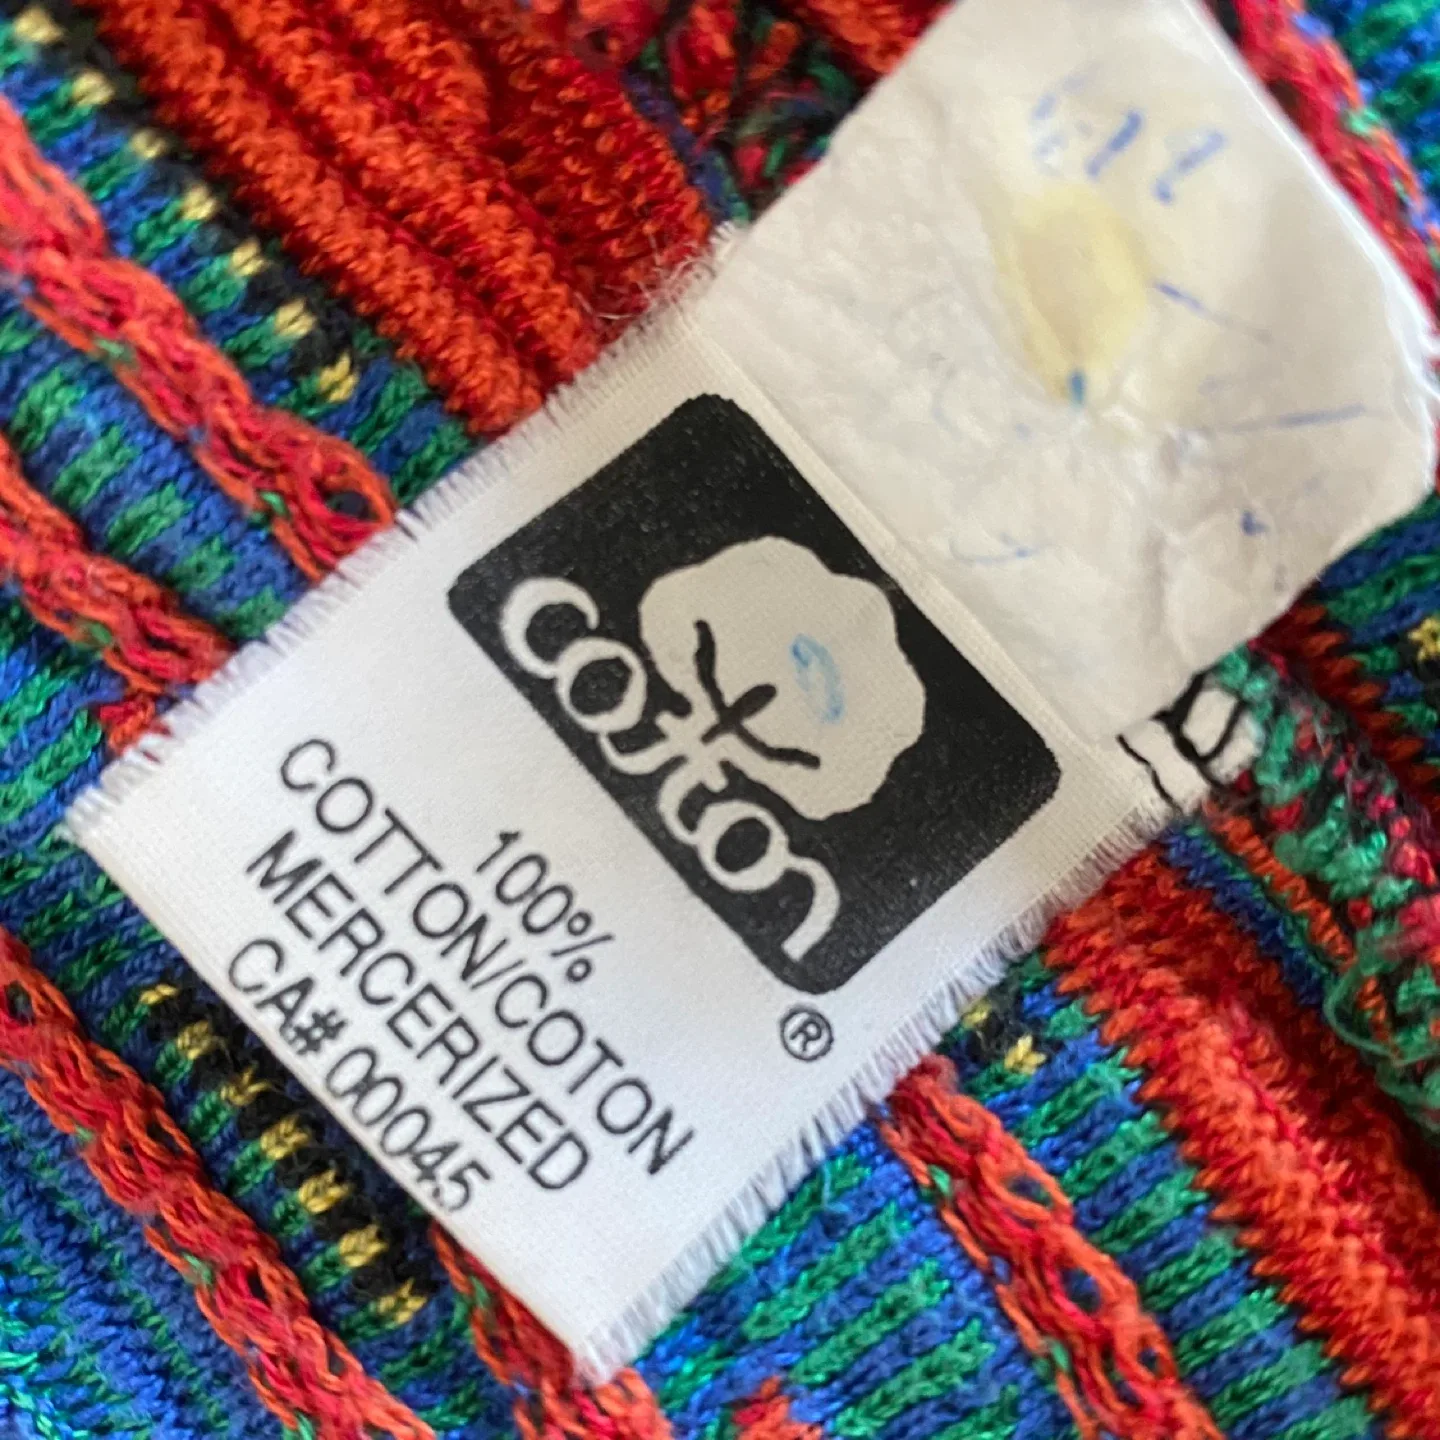 cotton
®
100%
COTTON/COTON
MERCERIZED
CA# 00045